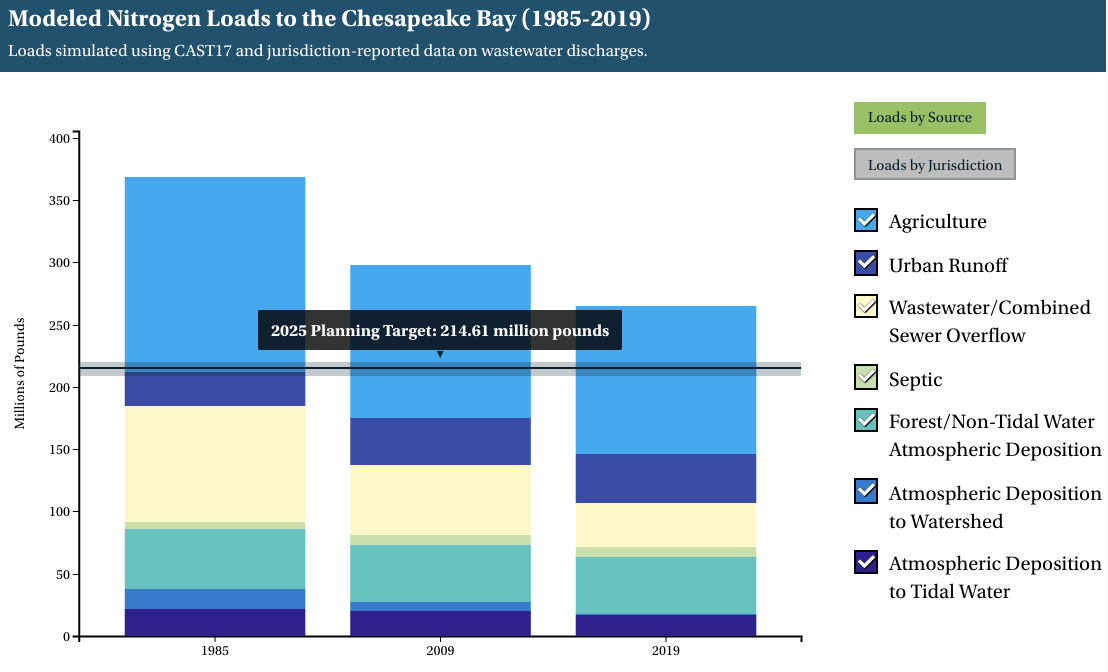 Modeled Nitrogen Loads to the Chesapeake Bay (1985-2019)
Loads simulated using CAST17 and jurisdiction-reported data on wastewater discharges.
Loads by Source
Loads by Jurisdiction
Agriculture
Urban Runoff
Wastewater/Combined
Sewer Overflow
Septic
Forest/Non-Tidal Water
Atmospheric Deposition
Atmospheric Deposition
to Watershed
Atmospheric Deposition
to Tidal Water
Millions of Pounds
400
350
300
250
200
150
100
50
0
2025 Planning Target: 214.61 million pounds
1985
2009
2019